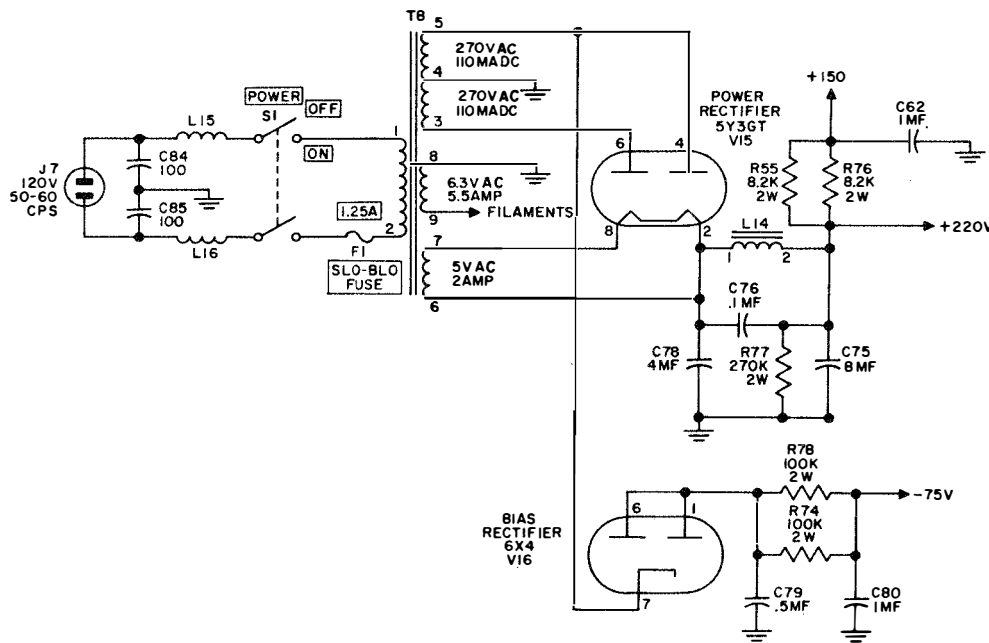 T8
5
270VAC
110MADC
4
270VAC
110MADC
3
POWER
OFF
S1
ON
L15
1
J7
120V
50-60
CPS
C84
100
C85
100
L16
1.25A
2
F1
SLO-BLO
FUSE
8
6.3VAC
5.5AMP
9
FILAMENTS
7
5VAC
2AMP
6
POWER
RECTIFIER
5Y3GT
V15
6
4
8
2
+150
C62
1MF
R55
8.2K
2W
R76
8.2K
2W
L14
1
2
+220V
C76
.1MF
C78
4MF
R77
270K
2W
C75
8MF
BIAS
RECTIFIER
6X4
V16
6
1
7
R78
100K
2W
-75V
R74
100K
2W
C79
.5MF
C80
1MF